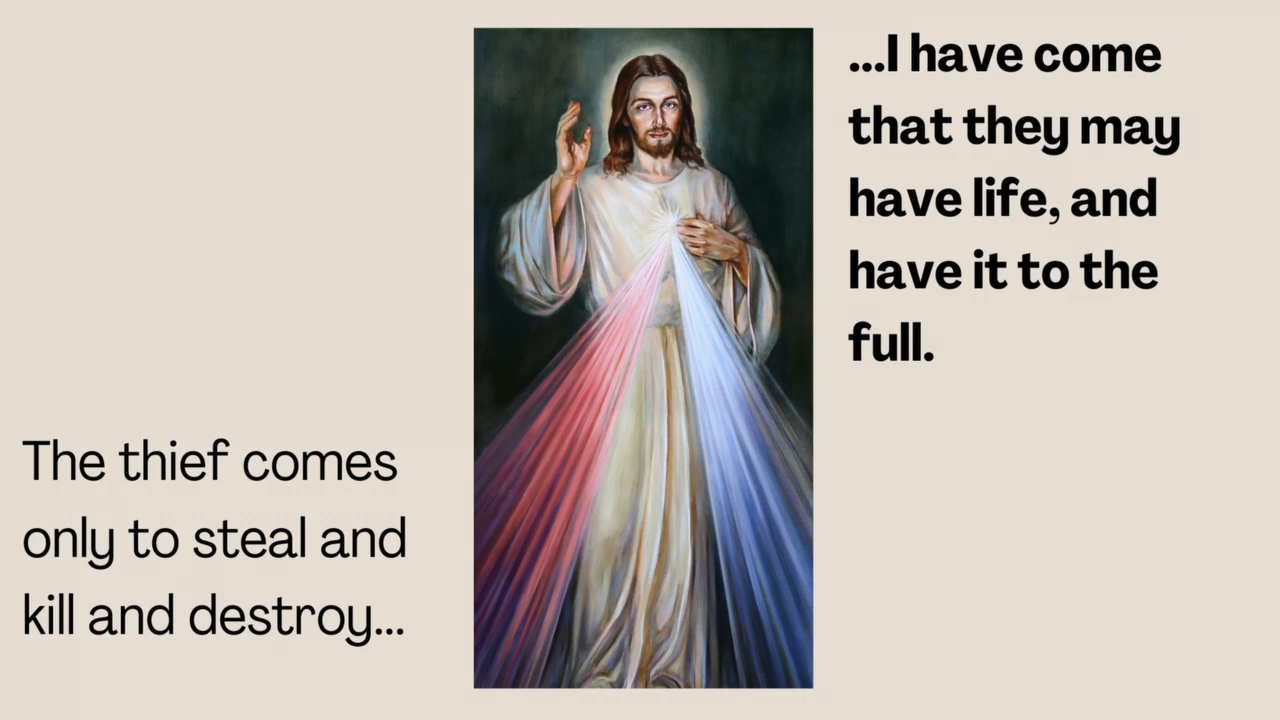 The thief comes
only to steal and
kill and destroy...
...I have come
that they may
have life, and
have it to the
full.